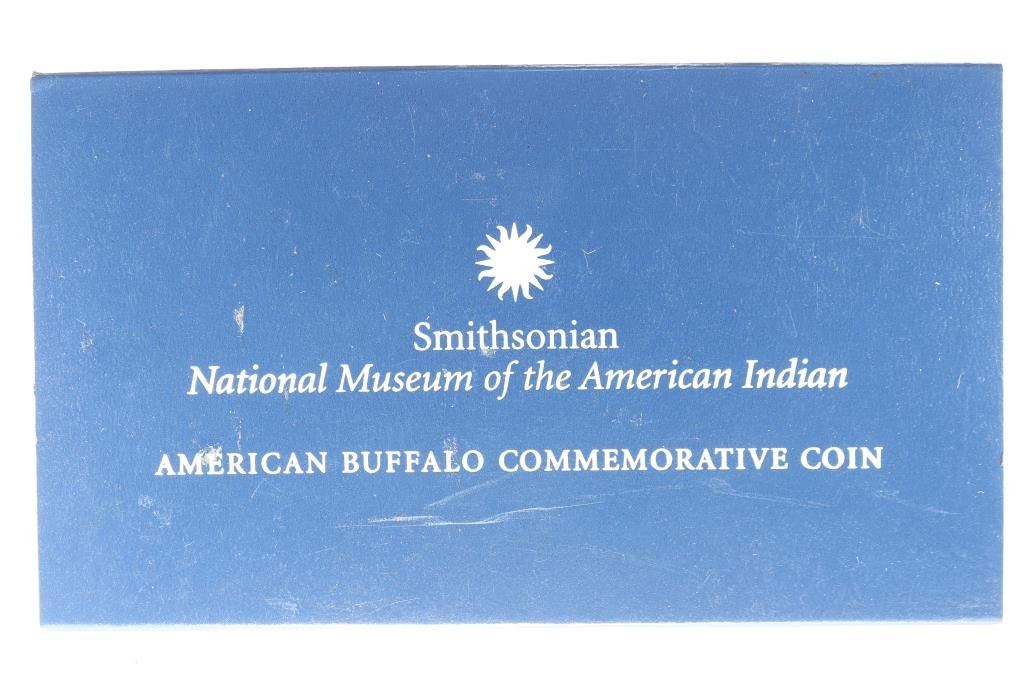 Smithsonian
National Museum of the American Indian
AMERICAN BUFFALO COMMEMORATIVE COIN